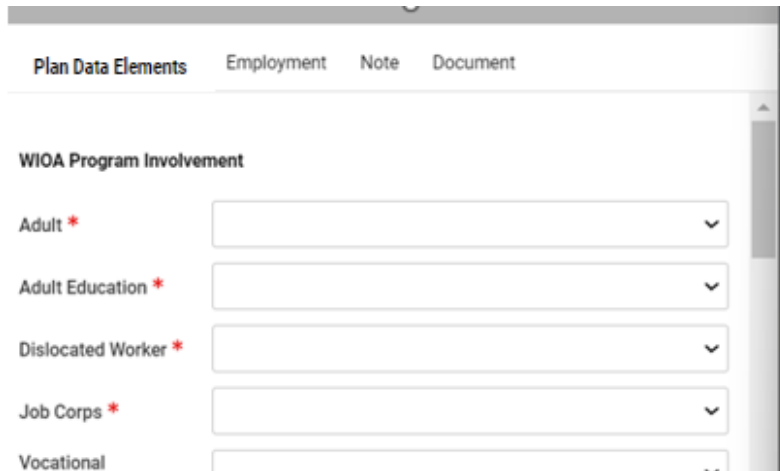 Plan Data Elements Employment Note Document
WIOA Program Involvement
Adult *
Adult Education *
Dislocated Worker *
Job Corps *
Vocational